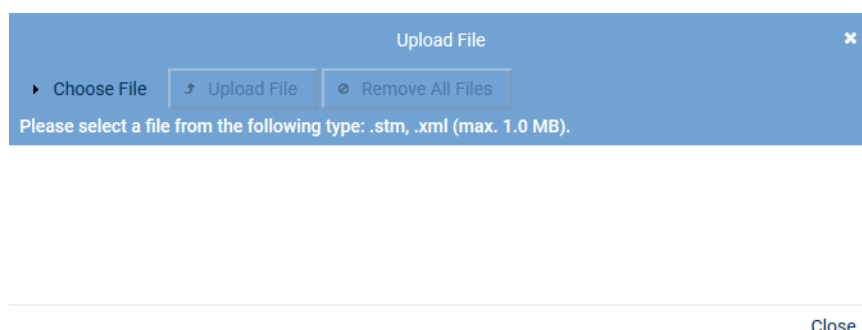 Upload File
Choose File Upload File Remove All Files
Please select a file from the following type: .stm, .xml (max. 1.0 MB).
Close